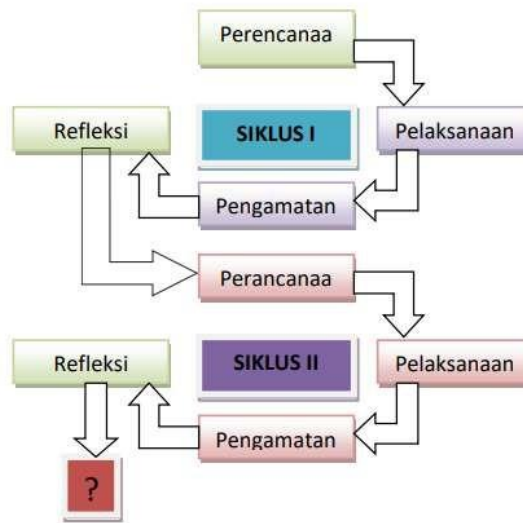 Perencanaa
Refleksi
SIKLUS I
Pelaksanaan
Pengamatan
Perancanaa
Refleksi
SIKLUS II
Pelaksanaan
Pengamatan
?